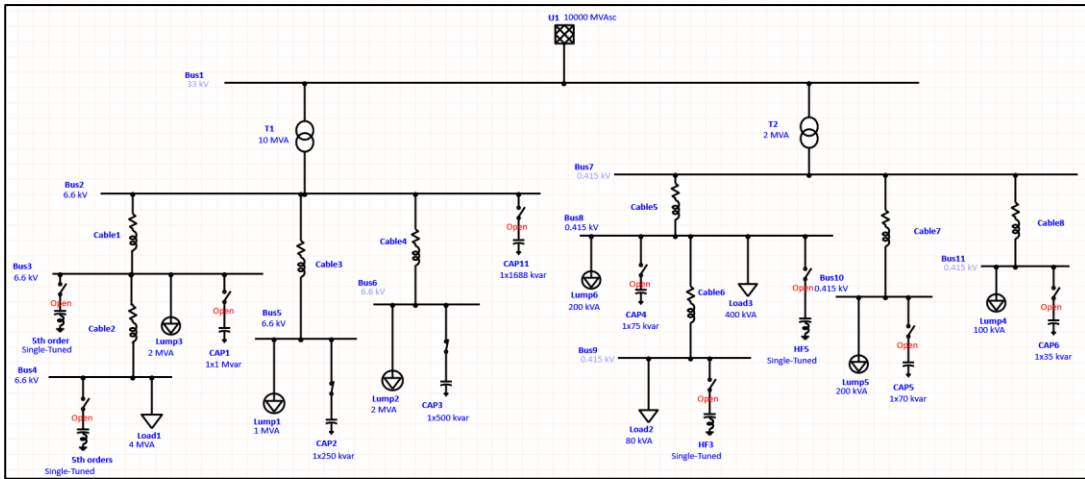 U1 10000 MVAsc
Bus1
33 kV
T1
10 MVA
T2
2 MVA
Bus2
6.6 kV
Bus7
0.415 kV
Cable1
Cable3
Cable4
Open
CAP11
1x1688 kvar
Cable5
Cable7
Cable8
Bus3
6.6 kV
Open
5th order
Single-Tuned
Cable2
Lump3
2 MVA
Open
CAP1
1x1 Mvar
Bus4
6.6 kV
Open
5th orders
Single-Tuned
Load1
4 MVA
Bus5
6.6 kV
Lump1
1 MVA
CAP2
1x250 kvar
Bus6
6.6 kV
Lump2
2 MVA
CAP3
1x500 kvar
Bus8
0.415 kV
Lump6
200 kVA
Open
CAP4
1x75 kvar
Cable6
Load3
400 kVA
Open
HF5
Single-Tuned
Bus9
0.415 kV
Load2
80 kVA
Open
HF3
Single-Tuned
Bus10
0.415 kV
Lump5
200 kVA
Open
CAP5
1x70 kvar
Bus11
0.415 kV
Lump4
100 kVA
Open
CAP6
1x35 kvar